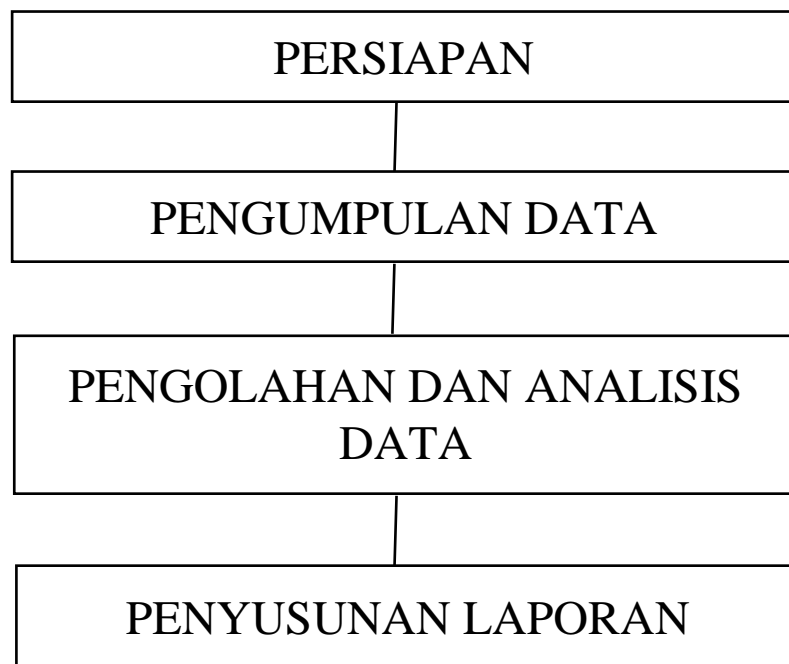 PERSIAPAN
PENGUMPULAN DATA
PENGOLAHAN DAN ANALISIS
DATA
PENYUSUNAN LAPORAN